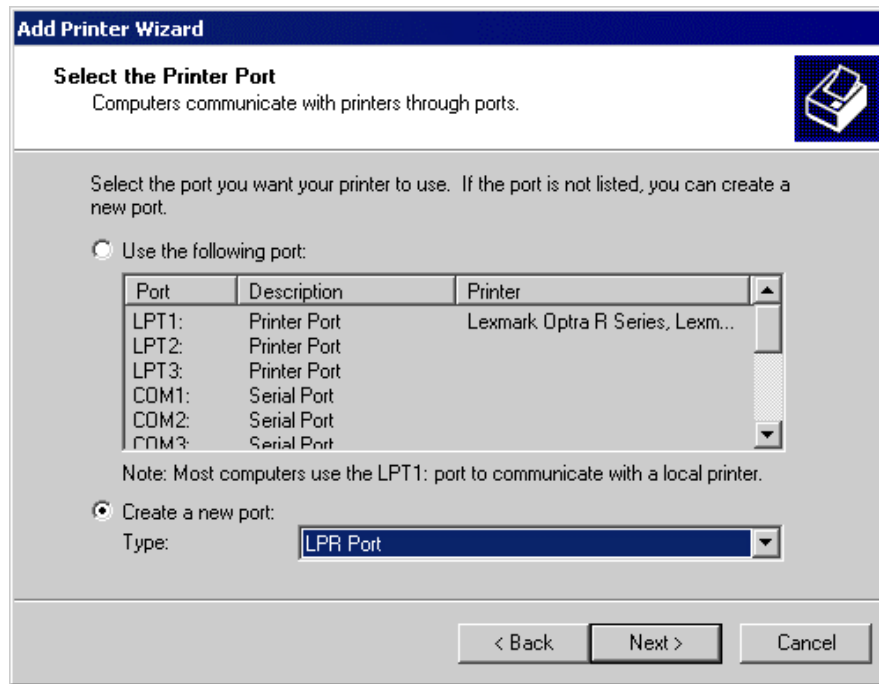 Add Printer Wizard
Select the Printer Port
Computers communicate with printers through ports.
Select the port you want your printer to use. If the port is not listed, you can create a
new port.
Use the following port:
Port Description Printer
LPT1: Printer Port Lexmark Optra R Series, Lexm...
LPT2: Printer Port
LPT3: Printer Port
COM1: Serial Port
COM2: Serial Port
COM3: Serial Port
Note: Most computers use the LPT1: port to communicate with a local printer.
Create a new port:
Type: LPR Port
< Back Next > Cancel